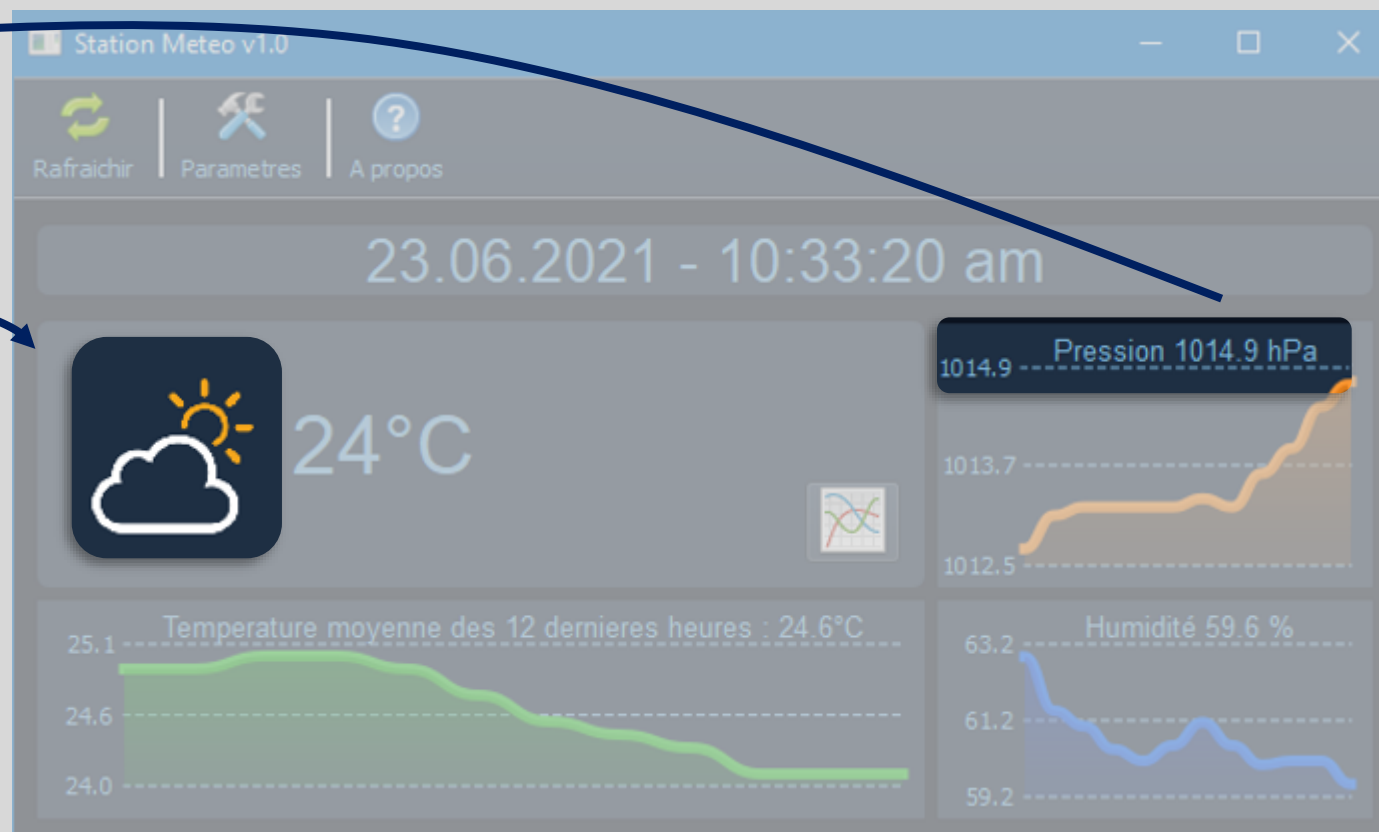 Station Meteo v1.0
Rafraichir
Parametres
A propos
23.06.2021 - 10:33:20 am
24°C
Pression 1014.9 hPa
1014.9
1013.7
1012.5
Temperature moyenne des 12 dernieres heures : 24.6°C
25.1
24.6
24.0
Humidité 59.6 %
63.2
61.2
59.2